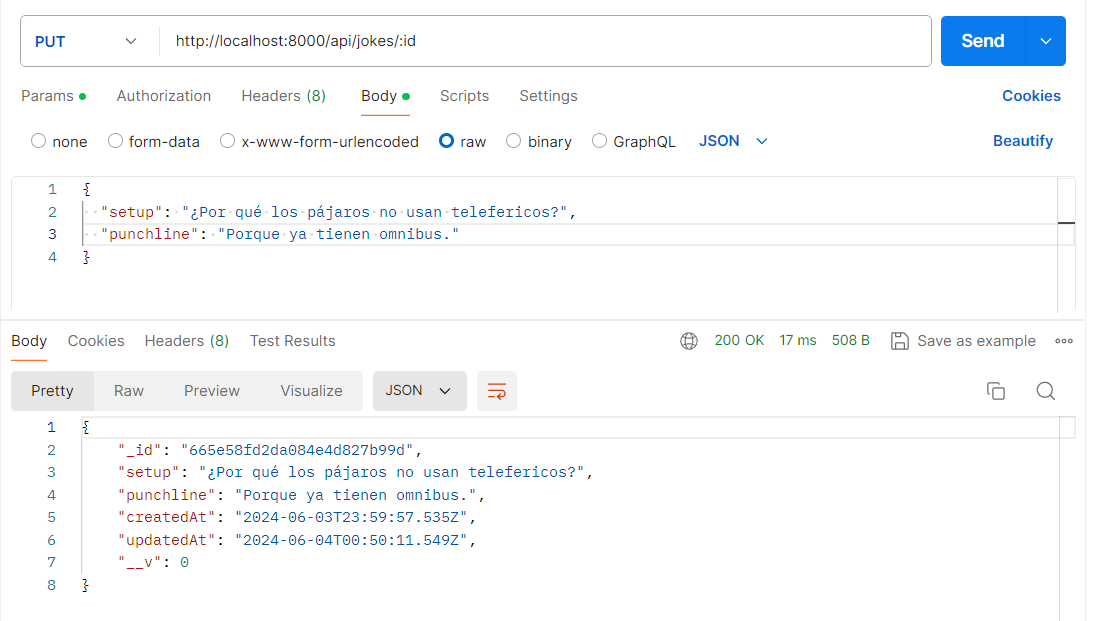 PUT http://localhost:8000/api/jokes/:id Send
Params Authorization Headers (8) Body Scripts Settings Cookies
none form-data x-www-form-urlencoded raw binary GraphQL JSON Beautify
1 {
2 "setup": "¿Por qué los pájaros no usan telefericos?",
3 "punchline": "Porque ya tienen omnibus."
4 }
Body Cookies Headers (8) Test Results 200 OK 17 ms 508 B Save as example
Pretty Raw Preview Visualize JSON
1 {
2 "_id": "665e58fd2da084e4d827b99d",
3 "setup": "¿Por qué los pájaros no usan telefericos?",
4 "punchline": "Porque ya tienen omnibus.",
5 "createdAt": "2024-06-03T23:59:57.535Z",
6 "updatedAt": "2024-06-04T00:50:11.549Z",
7 "__v": 0
8 }